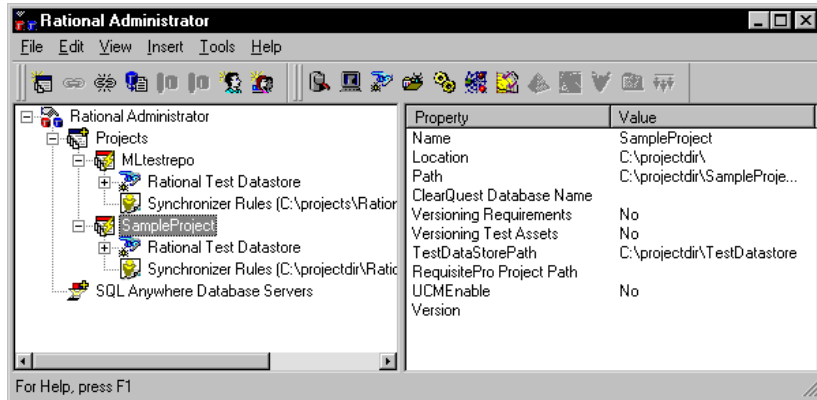 Rational Administrator
File Edit View Insert Tools Help
Rational Administrator
Projects
MLtestrepo
Rational Test Datastore
Synchronizer Rules (C:\projects\Ration
SampleProject
Rational Test Datastore
Synchronizer Rules (C:\projectdir\Ratio
SQL Anywhere Database Servers
Property Value
Name SampleProject
Location C:\projectdir\
Path C:\projectdir\SampleProje...
ClearQuest Database Name
Versioning Requirements No
Versioning Test Assets No
TestDataStorePath C:\projectdir\TestDatastore
RequisitePro Project Path
UCMEnable No
Version
For Help, press F1